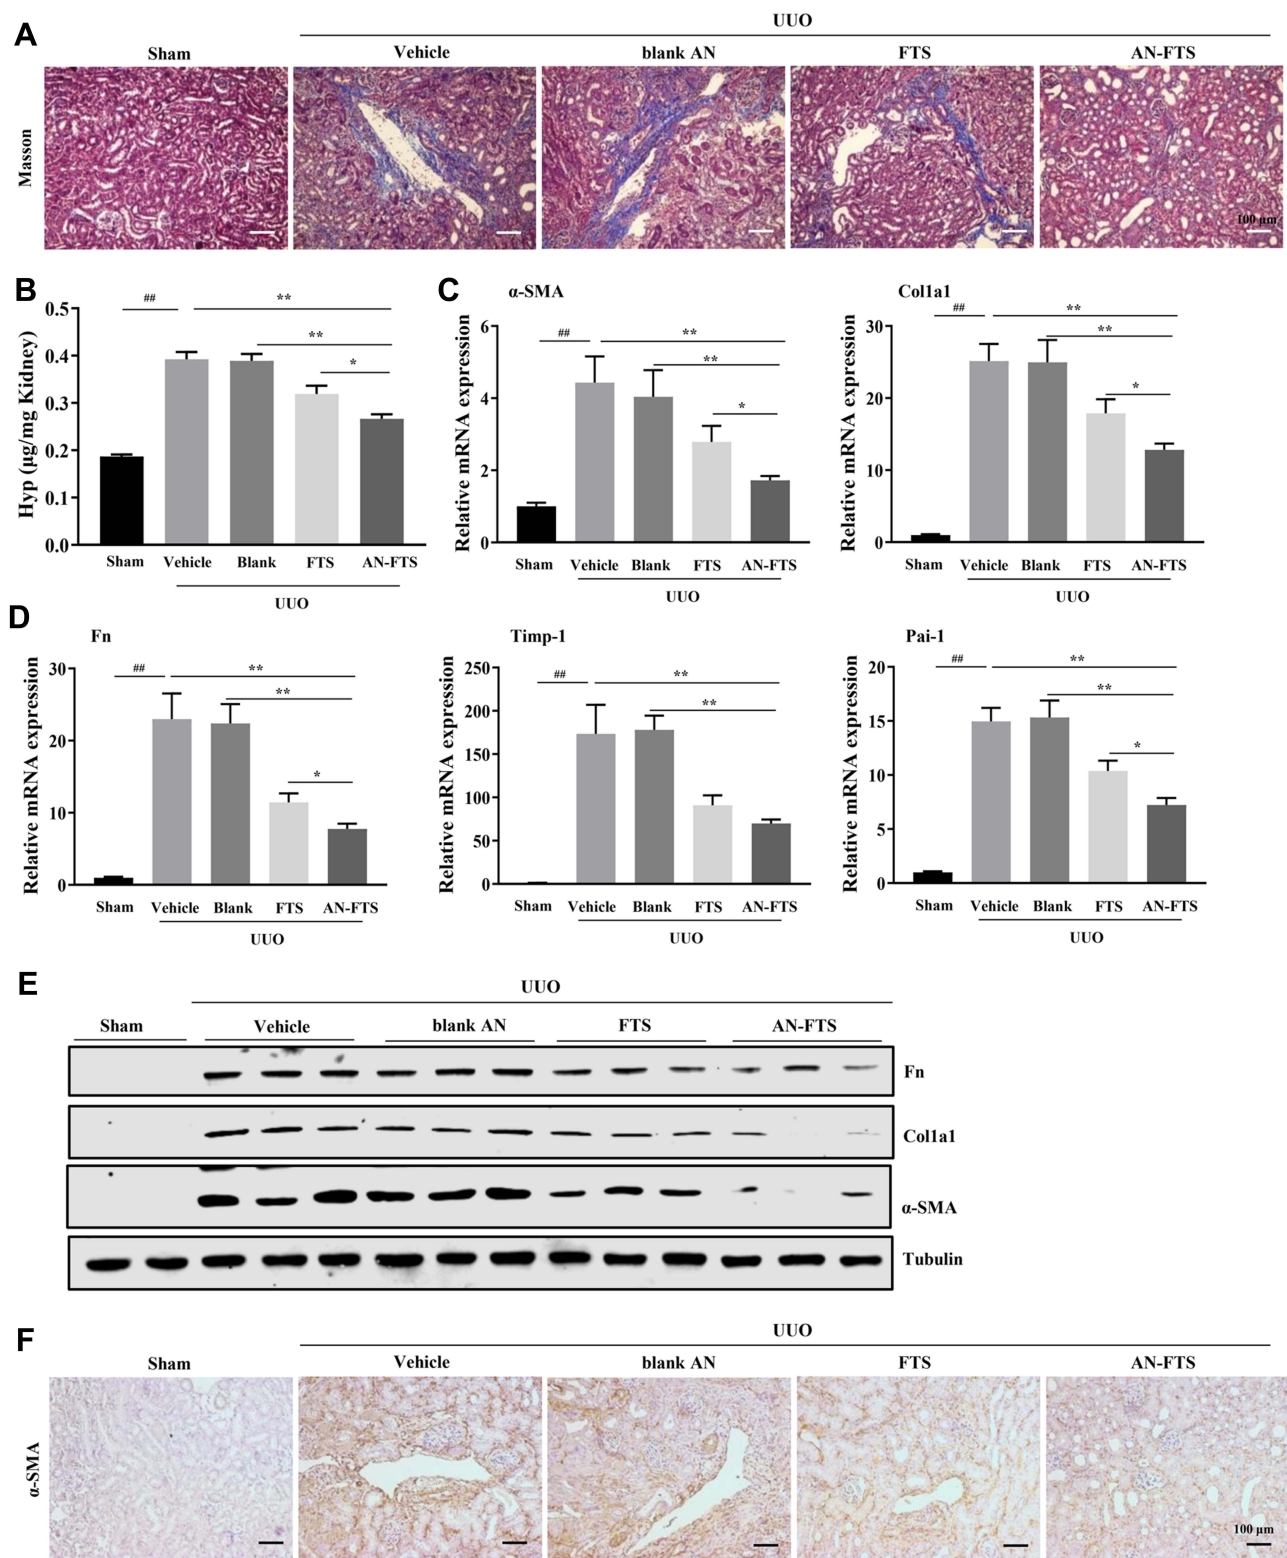 A
UUO
Sham
Vehicle
blank AN
FTS
AN-FTS
Masson
100 µm
B
##
**
**
*
Hyp (µg/mg Kidney)
0.5
0.4
0.3
0.2
0.1
0.0
Sham Vehicle Blank FTS AN-FTS
UUO
C
α-SMA
##
**
**
*
Relative mRNA expression
6
4
2
0
Sham Vehicle Blank FTS AN-FTS
UUO
Col1a1
##
**
**
*
Relative mRNA expression
30
20
10
0
Sham Vehicle Blank FTS AN-FTS
UUO
D
Fn
##
**
**
*
Relative mRNA expression
30
20
10
0
Sham Vehicle Blank FTS AN-FTS
UUO
Timp-1
##
**
**
Relative mRNA expression
250
200
150
100
50
0
Sham Vehicle Blank FTS AN-FTS
UUO
Pai-1
##
**
**
*
Relative mRNA expression
20
15
10
5
0
Sham Vehicle Blank FTS AN-FTS
UUO
E
UUO
Sham Vehicle blank AN FTS AN-FTS
Fn
Col1a1
α-SMA
Tubulin
F
UUO
Sham Vehicle blank AN FTS AN-FTS
α-SMA
100 µm